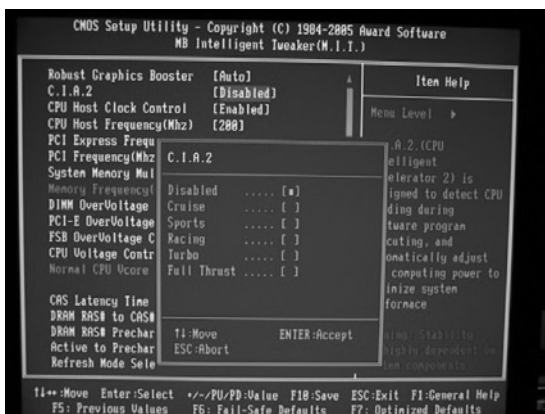 CMOS Setup Utility - Copyright (C) 1984-2005 Award Software
MB Intelligent Tweaker(M.I.T.)
Robust Graphics Booster [Auto]
C.I.A.2 [Disabled]
CPU Host Clock Control [Enabled]
CPU Host Frequency(Mhz) [200]
PCI Express Frequ
PCI Frequency(Mhz
System Memory Mul
Memory Frequency(
DIMM OverVoltage
PCI-E OverVoltage
FSB OverVoltage C
CPU Voltage Contr
Normal CPU Vcore
CAS Latency Time
DRAM RAS# to CAS#
DRAM RAS# Prechar
Active to Prechar
Refresh Mode Sele
C.I.A.2
Disabled ..... [■]
Cruise ..... [ ]
Sports ..... [ ]
Racing ..... [ ]
Turbo ..... [ ]
Full Thrust ..... [ ]
↑↓:Move ENTER:Accept
ESC:Abort
Item Help
Menu Level ▸
.A.2.(CPU
elligent
elerator 2) is
igned to detect CPU
ding during
tware program
cuting, and
omatically adjust
computing power to
imize system
formace
Stability
highly dependent on
tem components
↑↓→←:Move Enter:Select +/-/PU/PD:Value F10:Save ESC:Exit F1:General Help
F5: Previous Values F6: Fail-Safe Defaults F7: Optimized Defaults